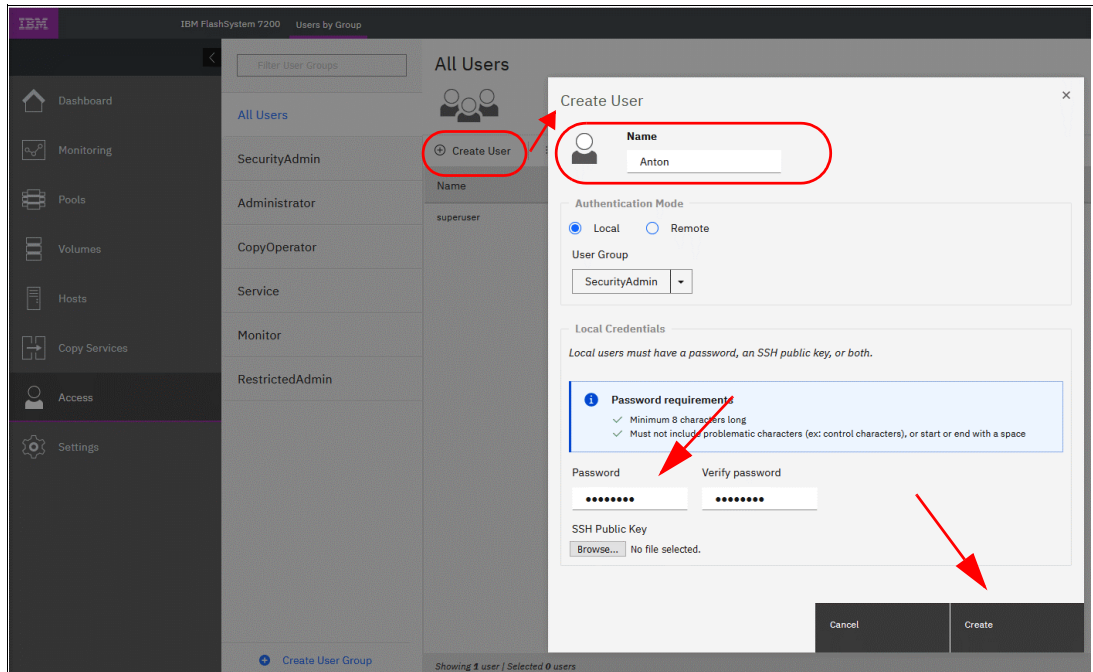 IBM
IBM FlashSystem 7200 Users by Group
Dashboard
Monitoring
Pools
Volumes
Hosts
Copy Services
Access
Settings
Filter User Groups
All Users
SecurityAdmin
Administrator
CopyOperator
Service
Monitor
RestrictedAdmin
Create User Group
All Users
Create User
Name
superuser
Showing 1 user | Selected 0 users
Create User
Name
Anton
Authentication Mode
Local Remote
User Group
SecurityAdmin
Local Credentials
Local users must have a password, an SSH public key, or both.
Password requirements
Minimum 8 characters long
Must not include problematic characters (ex: control characters), or start or end with a space
Password Verify password
•••••••• ••••••••
SSH Public Key
Browse... No file selected.
Cancel Create